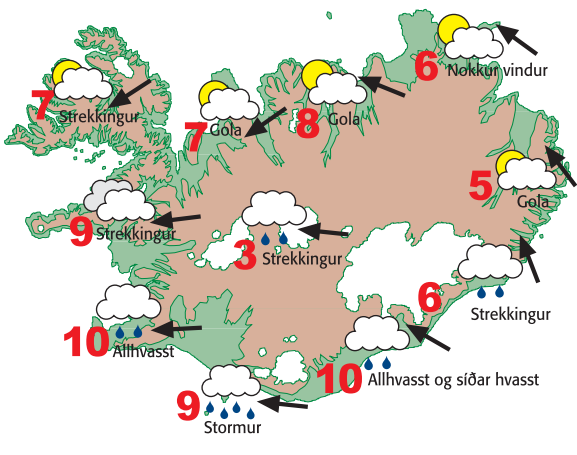 6
Nokkur vindur
7
Strekkingur
7
Gola
8
Gola
5
Gola
9
Strekkingur
3
Strekkingur
6
Strekkingur
10
Allhvasst
10
Allhvasst og síðar hvasst
9
Stormur